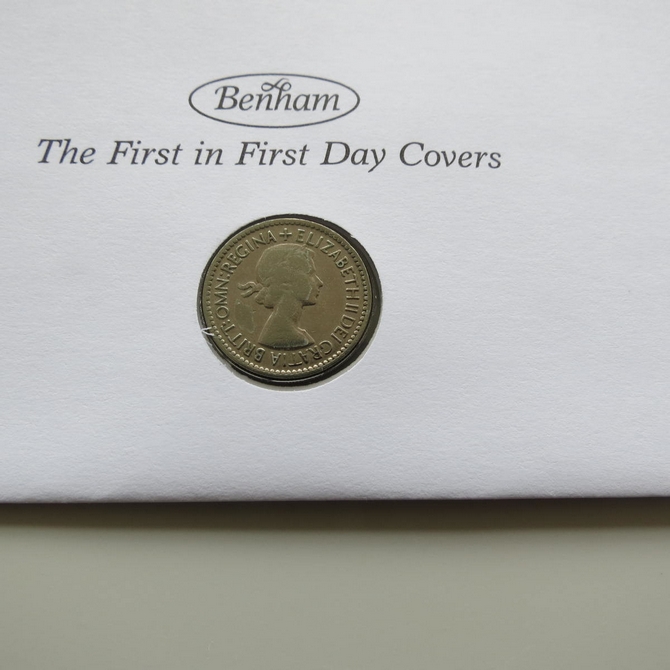 Benham
The First in First Day Covers
+ ELIZABETH II DEI GRATIA BRITT:OMN:REGINA